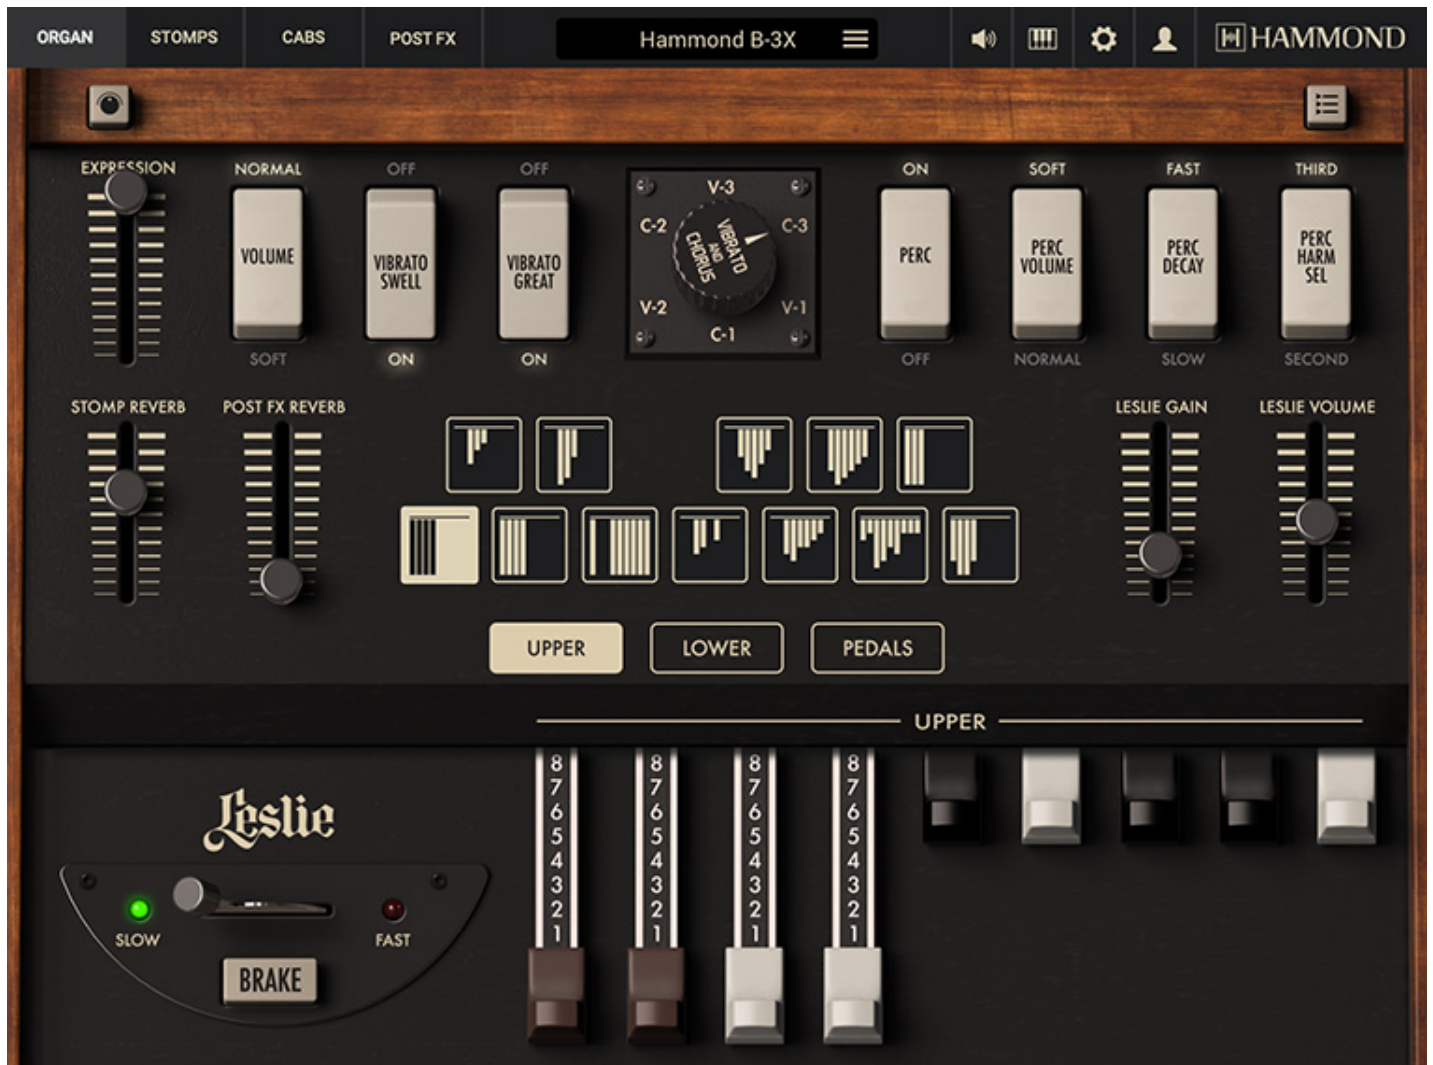 ORGAN STOMPS CABS POST FX Hammond B-3X HAMMOND
EXPRESSION NORMAL OFF OFF ON SOFT FAST THIRD
V-3
C-2 C-3
VIBRATO
AND
CHORUS
V-2 V-1
C-1
VOLUME
VIBRATO
SWELL
VIBRATO
GREAT
PERC
PERC
VOLUME
PERC
DECAY
PERC
HARM
SEL
SOFT ON ON OFF NORMAL SLOW SECOND
STOMP REVERB POST FX REVERB LESLIE GAIN LESLIE VOLUME
UPPER LOWER PEDALS
UPPER
8 8 8 8
7 7 7 7
6 6 6 6
5 5 5 5
4 4 4 4
3 3 3 3
2 2 2 2
1 1 1 1
Leslie
SLOW FAST
BRAKE